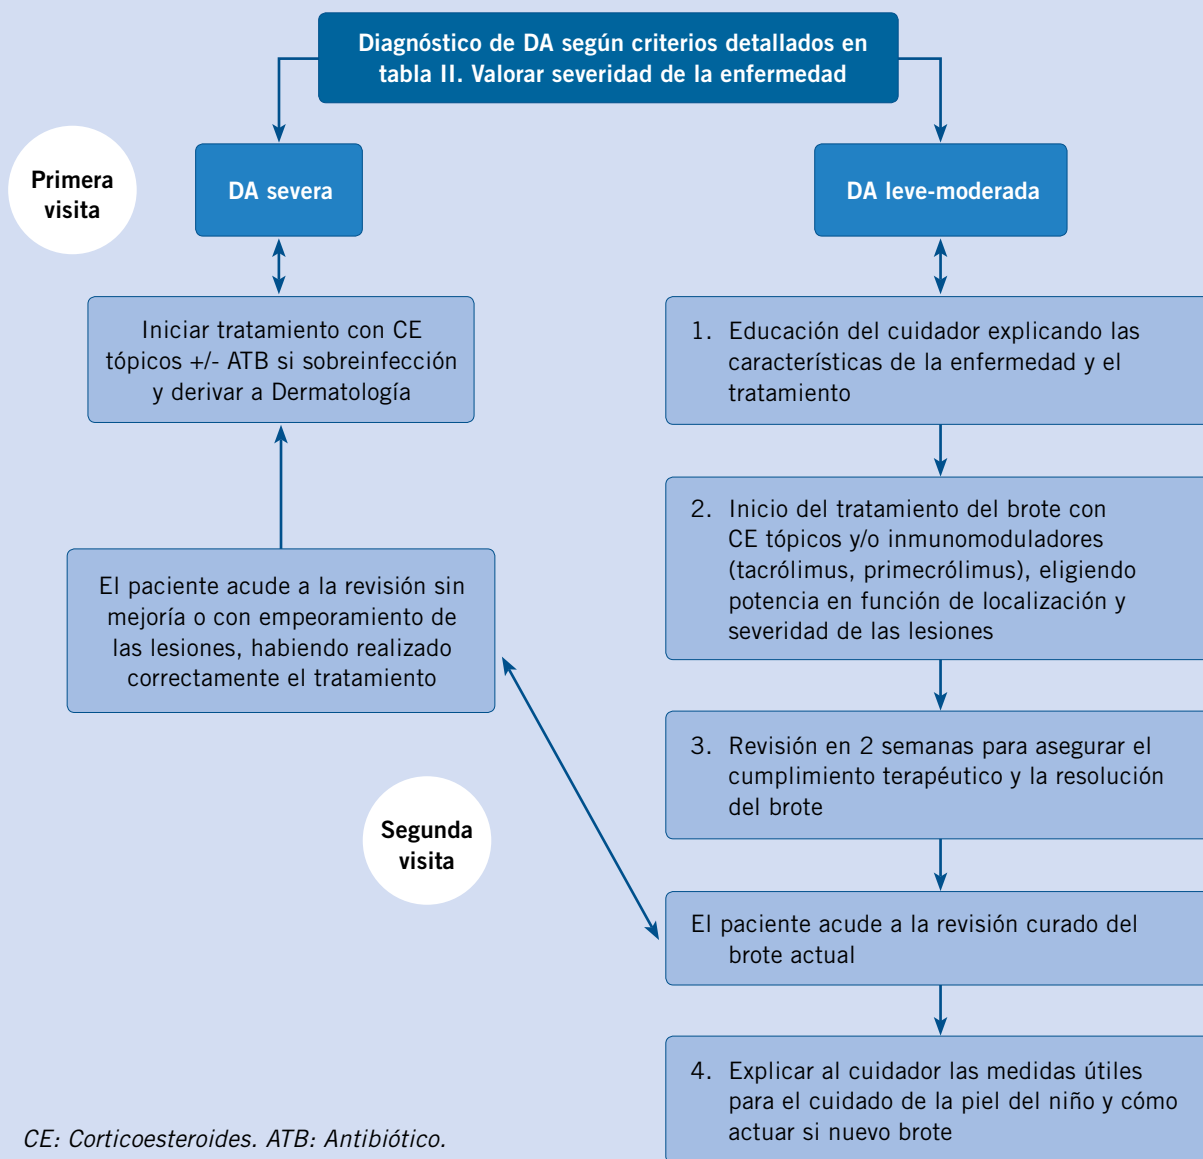 Diagnóstico de DA según criterios detallados en
tabla II. Valorar severidad de la enfermedad
Primera
visita
DA severa
DA leve-moderada
Iniciar tratamiento con CE
tópicos +/- ATB si sobreinfección
y derivar a Dermatología
1. Educación del cuidador explicando las
características de la enfermedad y el
tratamiento
2. Inicio del tratamiento del brote con
CE tópicos y/o inmunomoduladores
(tacrólimus, primecrólimus), eligiendo
potencia en función de localización y
severidad de las lesiones
El paciente acude a la revisión sin
mejoría o con empeoramiento de
las lesiones, habiendo realizado
correctamente el tratamiento
3. Revisión en 2 semanas para asegurar el
cumplimiento terapéutico y la resolución
del brote
Segunda
visita
El paciente acude a la revisión curado del
brote actual
4. Explicar al cuidador las medidas útiles
para el cuidado de la piel del niño y cómo
actuar si nuevo brote
CE: Corticoesteroides. ATB: Antibiótico.